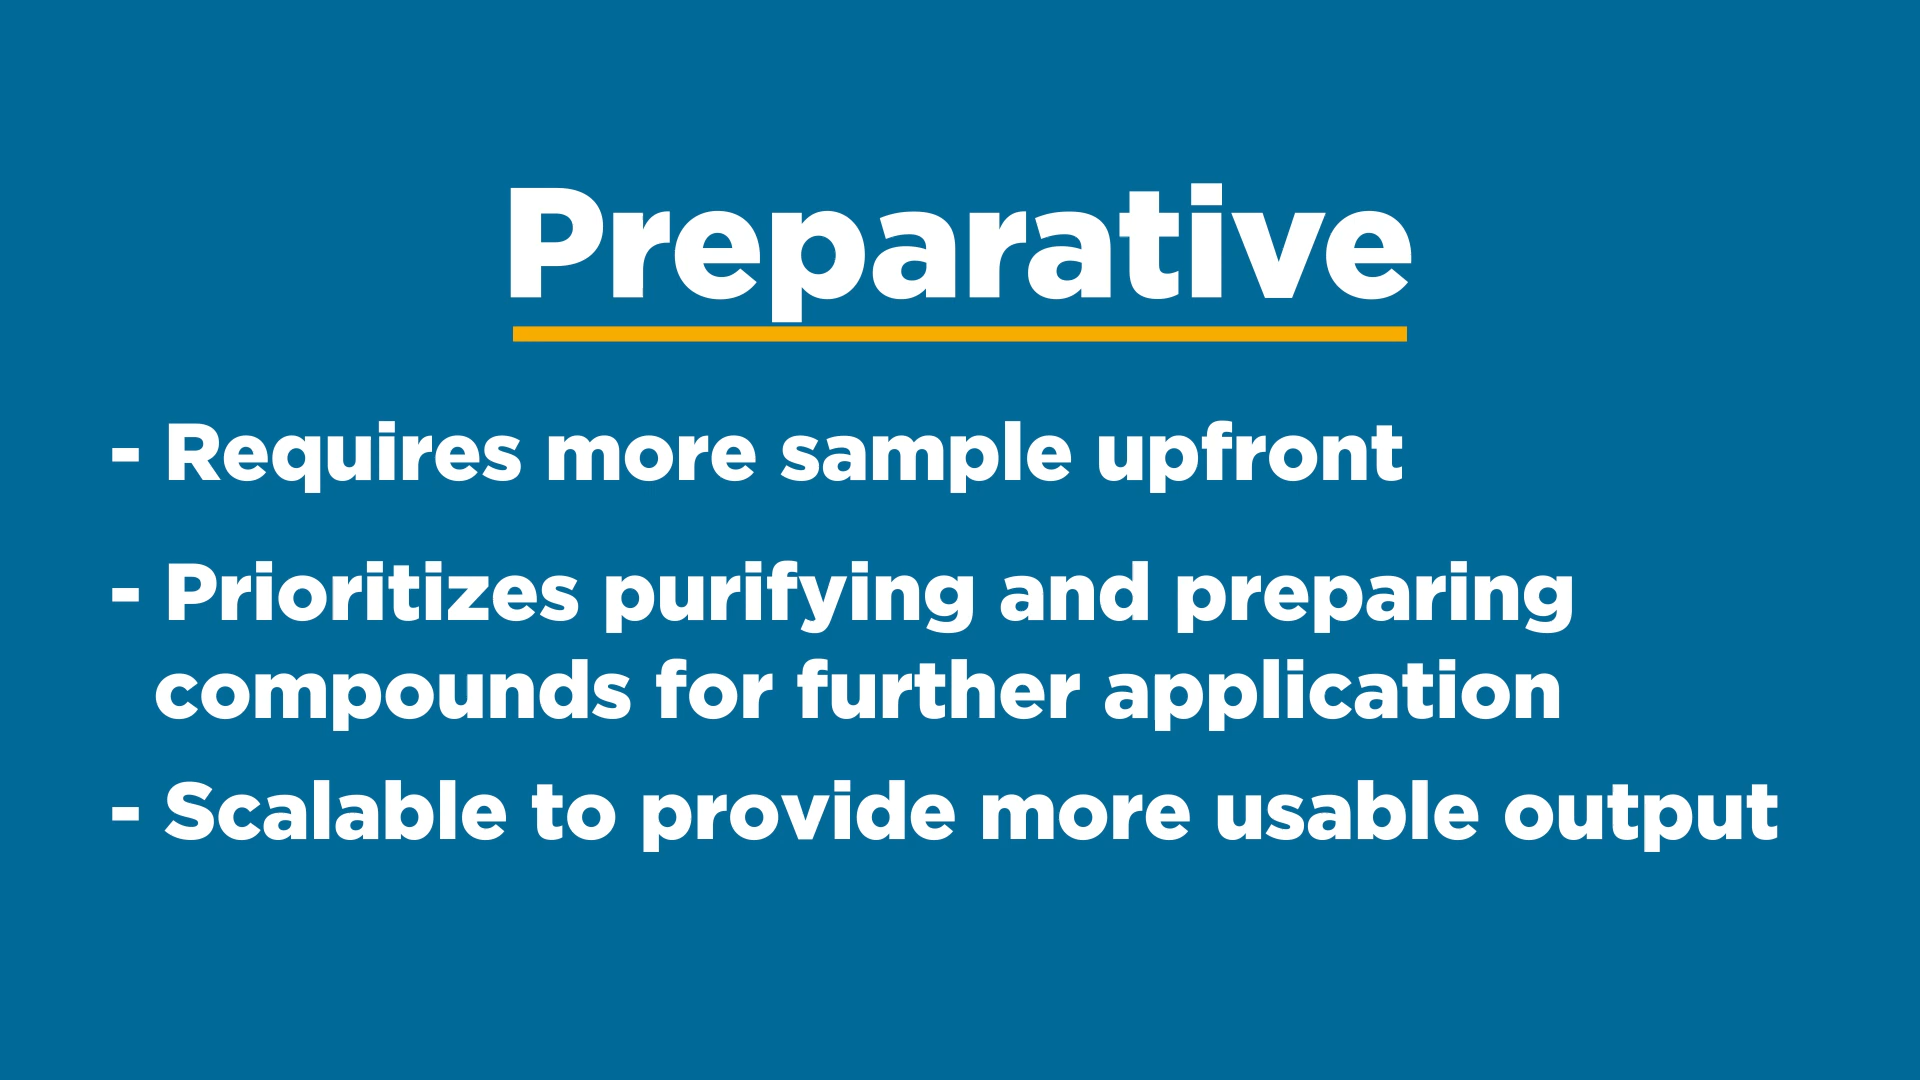 Preparative
- Requires more sample upfront
- Prioritizes purifying and preparing
compounds for further application
- Scalable to provide more usable output